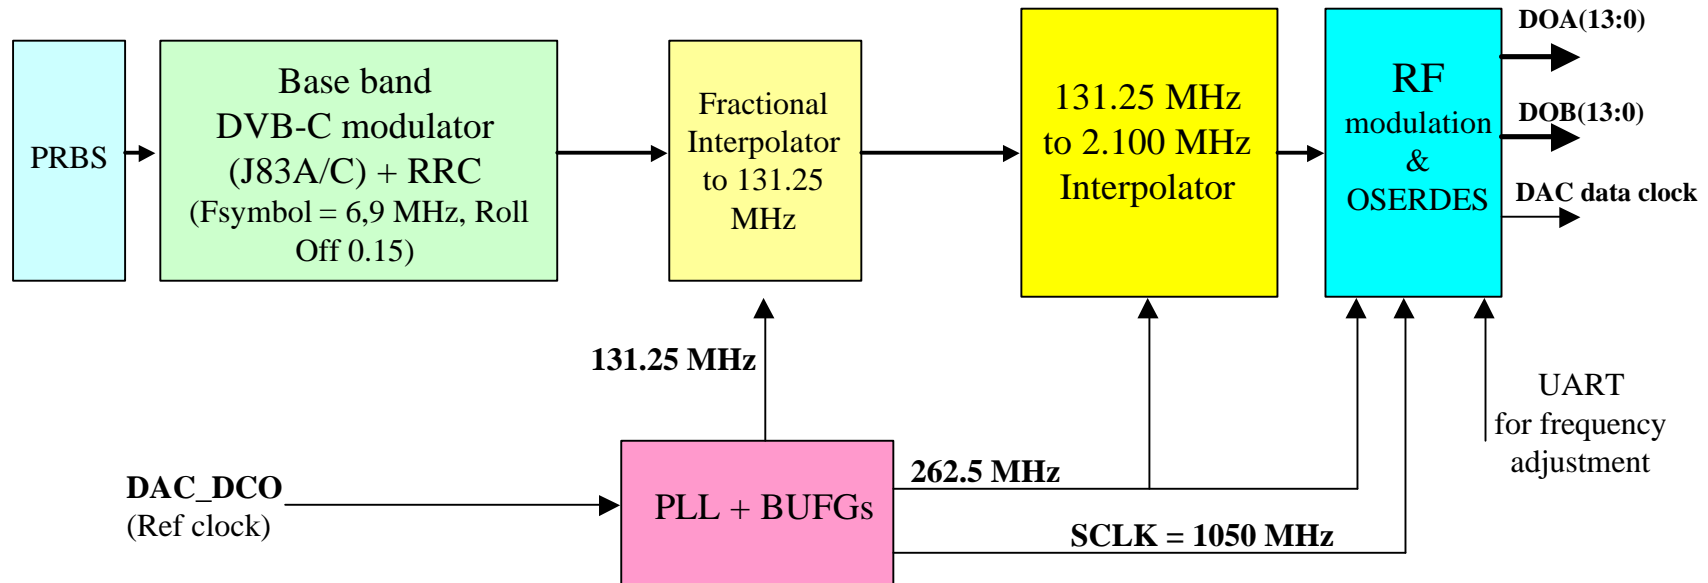 PRBS
Base band
DVB-C modulator
(J83A/C) + RRC
(Fsymbol = 6,9 MHz, Roll
Off 0.15)
Fractional
Interpolator
to 131.25
MHz
131.25 MHz
to 2.100 MHz
Interpolator
RF
modulation
&
OSERDES
DOA(13:0)
DOB(13:0)
DAC data clock
131.25 MHz
UART
for frequency
adjustment
DAC_DCO
(Ref clock)
PLL + BUFGs
262.5 MHz
SCLK = 1050 MHz